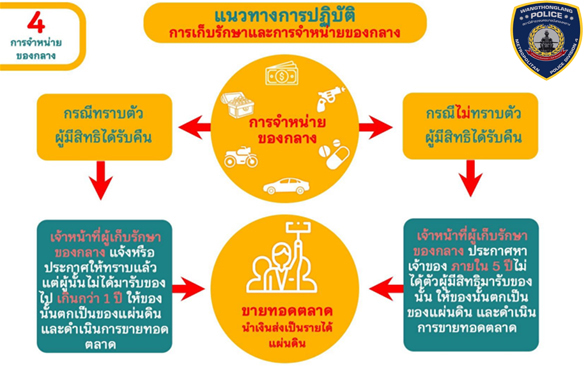 4
การจำหน่าย
ของกลาง
แนวทางการปฏิบัติ
การเก็บรักษาและการจำหน่ายของกลาง
WANGTHONGLANG
POLICE
METROPOLITAN
POLICE DIVISION 4
กรณีทราบตัว
ผู้มีสิทธิได้รับคืน
การจำหน่าย
ของกลาง
กรณีไม่ทราบตัว
ผู้มีสิทธิได้รับคืน
เจ้าหน้าที่ผู้เก็บรักษา
ของกลาง แจ้งหรือ
ประกาศให้ทราบแล้ว
แต่ผู้นั้นไม่ได้มารับของ
ไป เกินกว่า 1 ปี ให้ของ
นั้นตกเป็นของแผ่นดิน
และดำเนินการขายทอด
ตลาด
ขายทอดตลาด
นำเงินส่งเป็นรายได้
แผ่นดิน
เจ้าหน้าที่ผู้เก็บรักษา
ของกลาง ประกาศหา
เจ้าของ ภายใน 5 ปีไม่
ได้ตัวผู้มีสิทธิมารับของ
นั้น ให้ของนั้นตกเป็น
ของแผ่นดิน และดำเนิน
การขายทอดตลาด